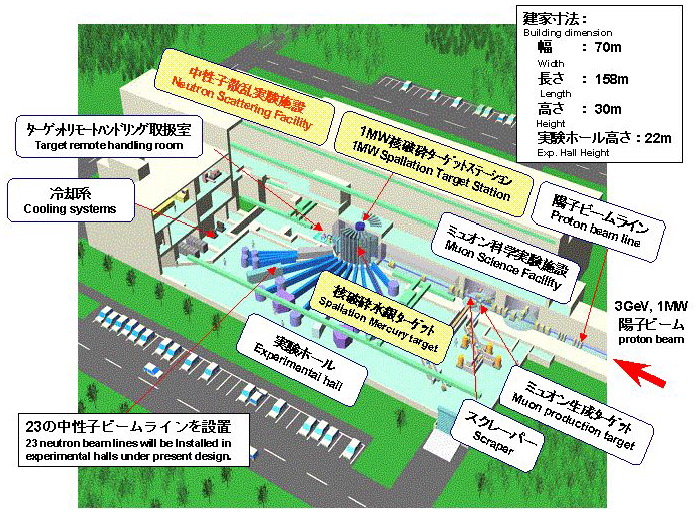 建家寸法：
Building dimension
幅 ： 70m
Width
長さ ： 158m
Length
高さ ： 30m
Height
実験ホール高さ：22m
Exp. Hall Height
中性子散乱実験施設
Neutron Scattering Facility
ターゲットリモートハンドリング取扱室
Target remote handling room
1MW核破砕ターゲットステーション
1MW Spallation Target Station
冷却系
Cooling systems
陽子ビームライン
Proton beam line
ミュオン科学実験施設
Muon Science Facility
核破砕水銀ターゲット
Spallation Mercury target
3GeV, 1MW
陽子ビーム
proton beam
実験ホール
Experimental hall
ミュオン生成ターゲット
Muon production target
スクレーパー
Scraper
23の中性子ビームラインを設置
23 neutron beam lines will be Installed in
experimental halls under present design.